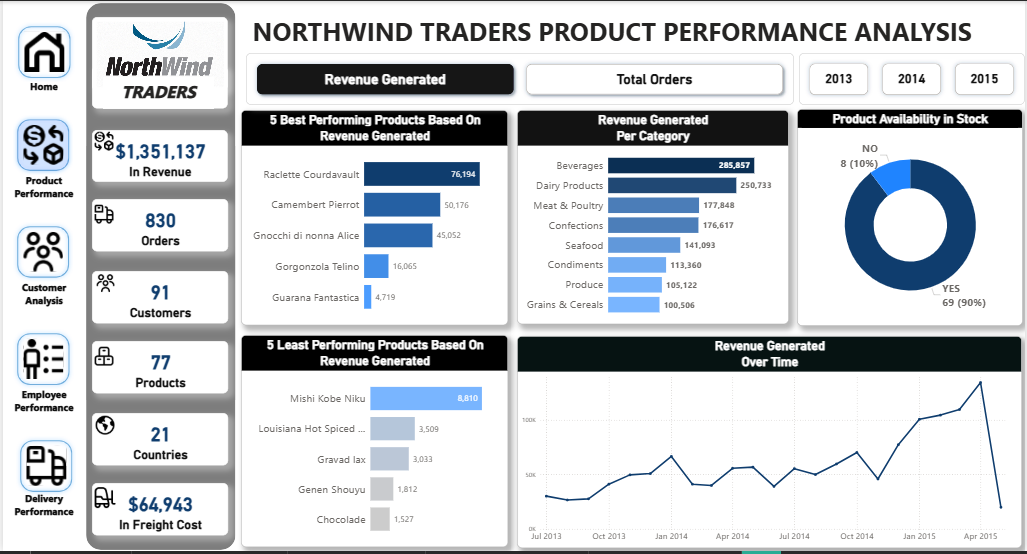 NORTHWIND TRADERS PRODUCT PERFORMANCE ANALYSIS
Home
Product
Performance
Customer
Analysis
Employee
Performance
Delivery
Performance
NorthWind
TRADERS
$1,351,137
In Revenue
830
Orders
91
Customers
77
Products
21
Countries
$64,943
In Freight Cost
Revenue Generated
Total Orders
2013
2014
2015
5 Best Performing Products Based On
Revenue Generated
Raclette Courdavault
76,194
Camembert Pierrot
50,176
Gnocchi di nonna Alice
45,052
Gorgonzola Telino
16,065
Guarana Fantastica
4,719
Revenue Generated
Per Category
Beverages
285,857
Dairy Products
250,733
Meat & Poultry
177,848
Confections
176,617
Seafood
141,093
Condiments
113,360
Produce
105,122
Grains & Cereals
100,506
Product Availability in Stock
NO
8 (10%)
YES
69 (90%)
5 Least Performing Products Based On
Revenue Generated
Mishi Kobe Niku
8,810
Louisiana Hot Spiced ...
3,509
Gravad lax
3,033
Genen Shouyu
1,812
Chocolade
1,527
Revenue Generated
Over Time
100K
50K
0K
Jul 2013
Oct 2013
Jan 2014
Apr 2014
Jul 2014
Oct 2014
Jan 2015
Apr 2015